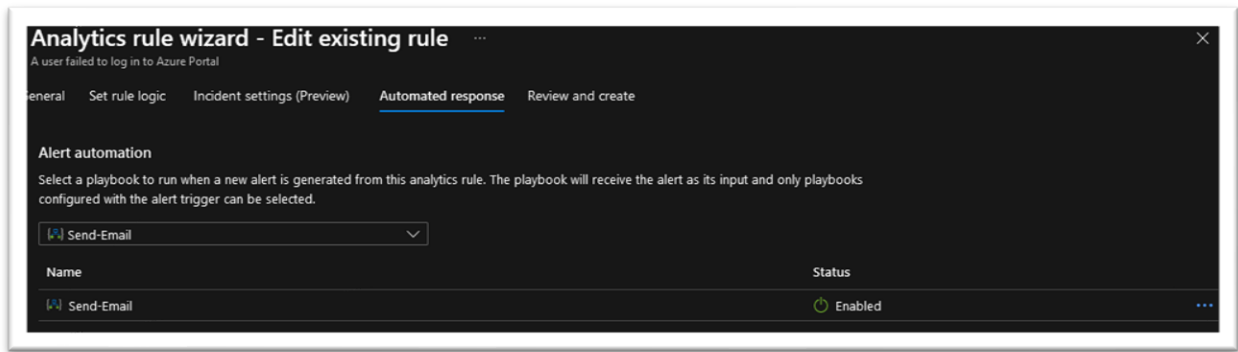 Analytics rule wizard - Edit existing rule ...
A user failed to log in to Azure Portal
General Set rule logic Incident settings (Preview) Automated response Review and create
Alert automation
Select a playbook to run when a new alert is generated from this analytics rule. The playbook will receive the alert as its input and only playbooks
configured with the alert trigger can be selected.
Send-Email
Name Status
Send-Email Enabled ...